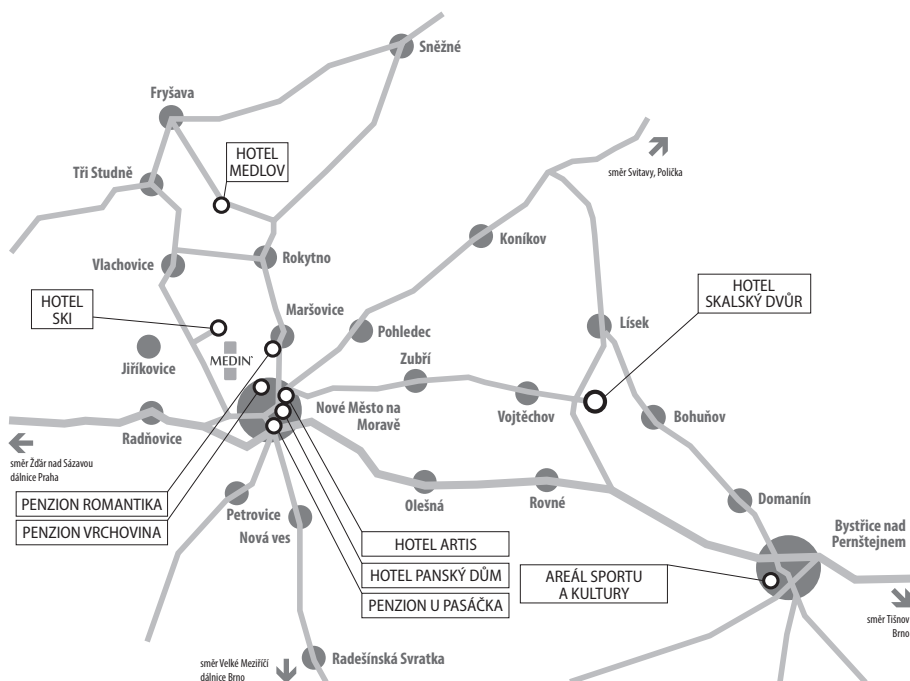 Sněžné
Fryšava
HOTEL
MEDLOV
Tři Studně
směr Svitavy, Polička
Koníkov
Vlachovice
Rokytno
HOTEL
SKALSKÝ DVŮR
HOTEL
SKI
Maršovice
Pohledec
Lísek
Jiříkovice
MEDIN
Zubří
Nové Město na
Moravě
Vojtěchov
Bohuňov
Radňovice
směr Žďár nad Sázavou
dálnice Praha
PENZION ROMANTIKA
PENZION VRCHOVINA
Petrovice
Nová ves
Olešná
Rovné
Domanín
Bystřice nad
Pernštejnem
HOTEL ARTIS
HOTEL PANSKÝ DŮM
PENZION U PASÁČKA
AREÁL SPORTU
A KULTURY
směr Tišnov
Brno
směr Velké Meziříčí
dálnice Brno
Radešínská Svratka